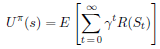 U^π(s) = E [ ∑_{t=0}^{∞} γ^t R(S_t) ]